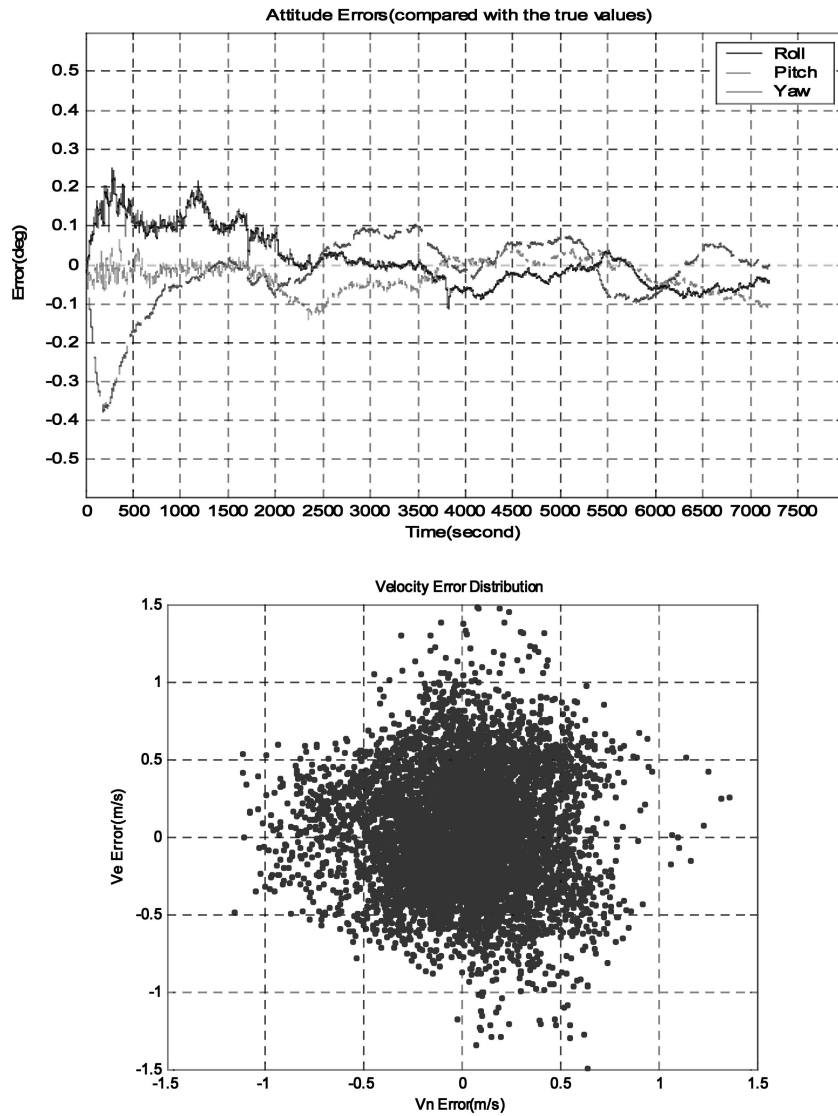 Attitude Errors(compared with the true values)
Roll
Pitch
Yaw
0.5
0.4
0.3
0.2
0.1
0
-0.1
-0.2
-0.3
-0.4
-0.5
Error(deg)
0 500 1000 1500 2000 2500 3000 3500 4000 4500 5000 5500 6000 6500 7000 7500
Time(second)
Velocity Error Distribution
1.5
1
0.5
0
-0.5
-1
-1.5
Ve Error(m/s)
-1.5 -1 -0.5 0 0.5 1 1.5
Vn Error(m/s)